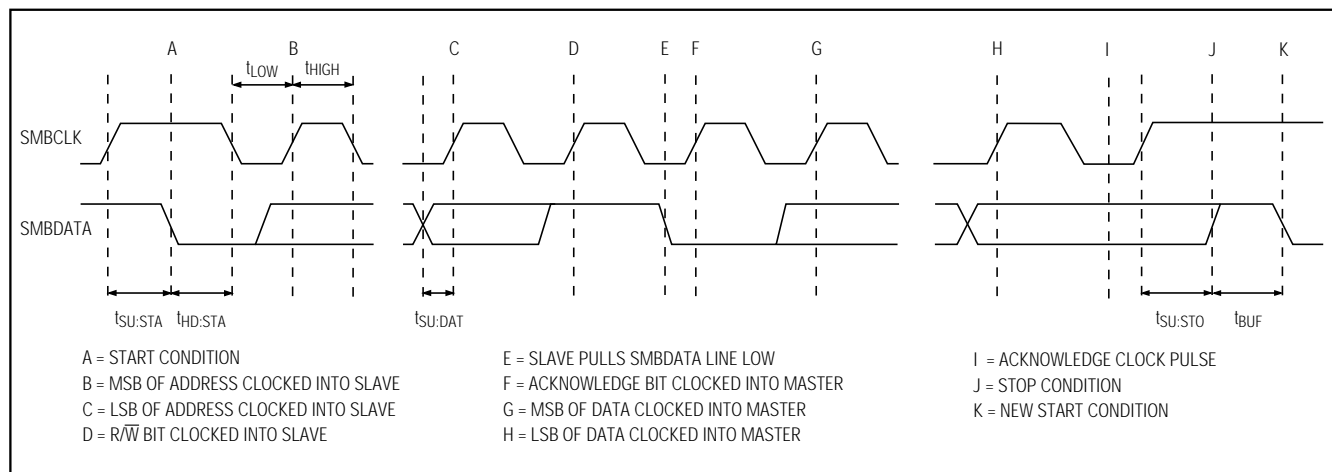 A B C D E F G H I J K
tLOW tHIGH
SMBCLK
SMBDATA
tSU:STA tHD:STA tSU:DAT tSU:STO tBUF
A = START CONDITION
B = MSB OF ADDRESS CLOCKED INTO SLAVE
C = LSB OF ADDRESS CLOCKED INTO SLAVE
D = R/W̅ BIT CLOCKED INTO SLAVE
E = SLAVE PULLS SMBDATA LINE LOW
F = ACKNOWLEDGE BIT CLOCKED INTO MASTER
G = MSB OF DATA CLOCKED INTO MASTER
H = LSB OF DATA CLOCKED INTO MASTER
I = ACKNOWLEDGE CLOCK PULSE
J = STOP CONDITION
K = NEW START CONDITION